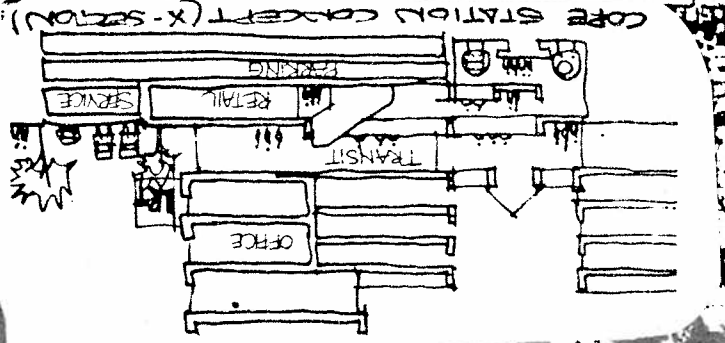 OFFICE
TRANSIT
RETAIL SERVICE
PARKING
CORE STATION CONCEPT (X-SECTION)